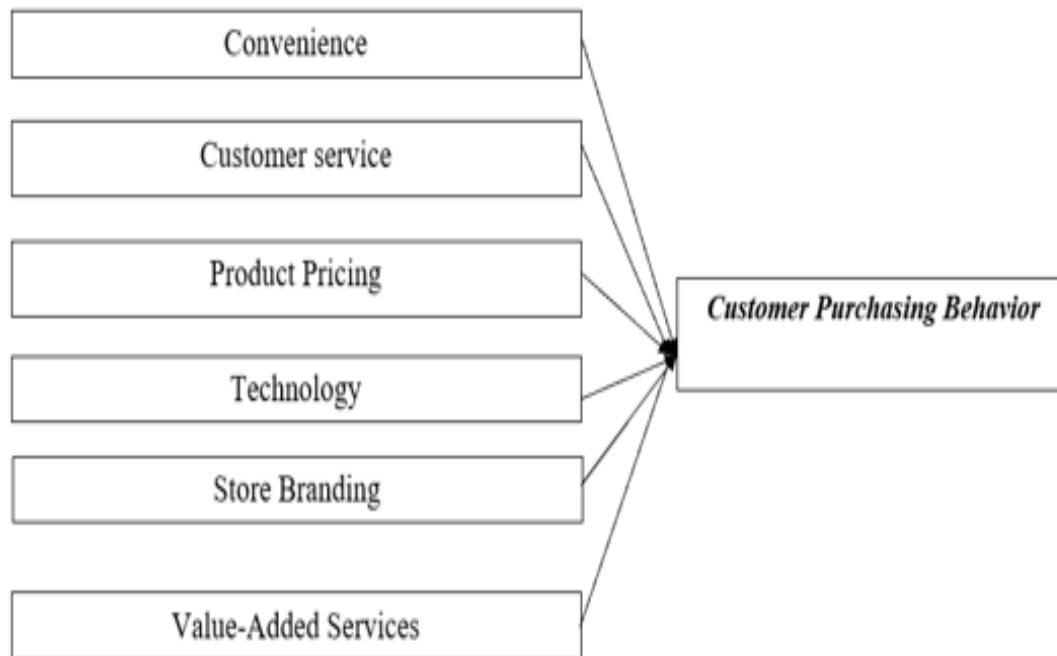 Convenience
Customer service
Product Pricing
Customer Purchasing Behavior
Technology
Store Branding
Value-Added Services